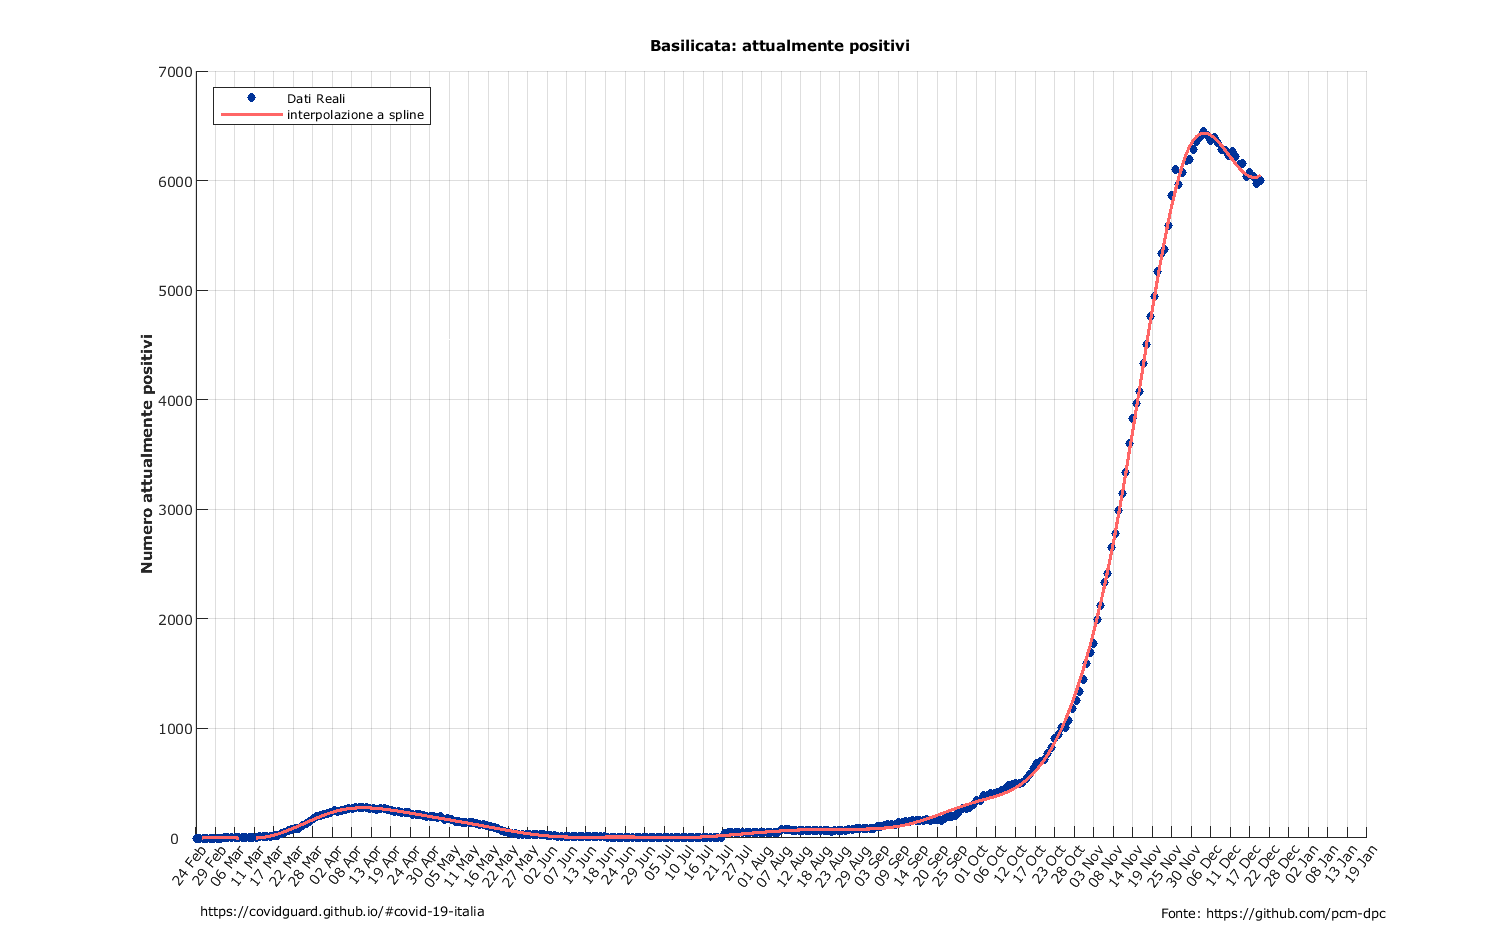 Basilicata: attualmente positivi
Dati Reali
interpolazione a spline
Numero attualmente positivi
7000
6000
5000
4000
3000
2000
1000
0
24 Feb
29 Feb
06 Mar
11 Mar
17 Mar
22 Mar
28 Mar
02 Apr
08 Apr
13 Apr
19 Apr
24 Apr
30 Apr
05 May
11 May
16 May
22 May
27 May
02 Jun
07 Jun
13 Jun
18 Jun
24 Jun
29 Jun
05 Jul
10 Jul
16 Jul
21 Jul
27 Jul
01 Aug
07 Aug
12 Aug
18 Aug
23 Aug
29 Aug
03 Sep
09 Sep
14 Sep
20 Sep
25 Sep
01 Oct
06 Oct
12 Oct
17 Oct
23 Oct
28 Oct
03 Nov
08 Nov
14 Nov
19 Nov
25 Nov
30 Nov
06 Dec
11 Dec
17 Dec
22 Dec
28 Dec
02 Jan
08 Jan
13 Jan
19 Jan
https://covidguard.github.io/#covid-19-italia
Fonte: https://github.com/pcm-dpc